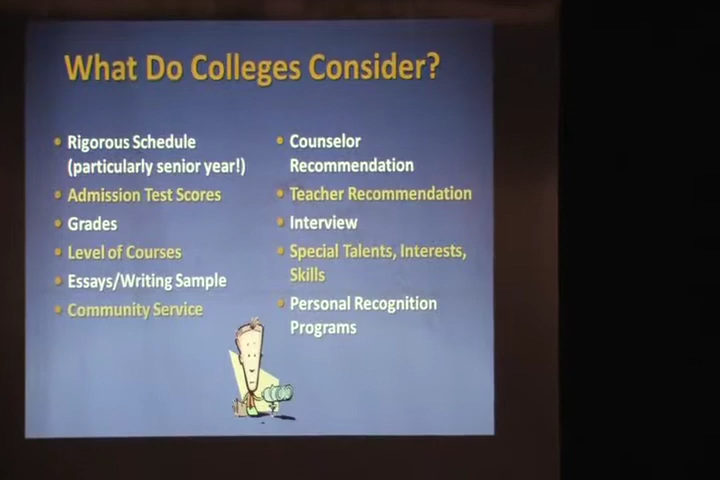 What Do Colleges Consider?
• Rigorous Schedule
(particularly senior year!)
• Admission Test Scores
• Grades
• Level of Courses
• Essays/Writing Sample
• Community Service
• Counselor
Recommendation
• Teacher Recommendation
• Interview
• Special Talents, Interests,
Skills
• Personal Recognition
Programs